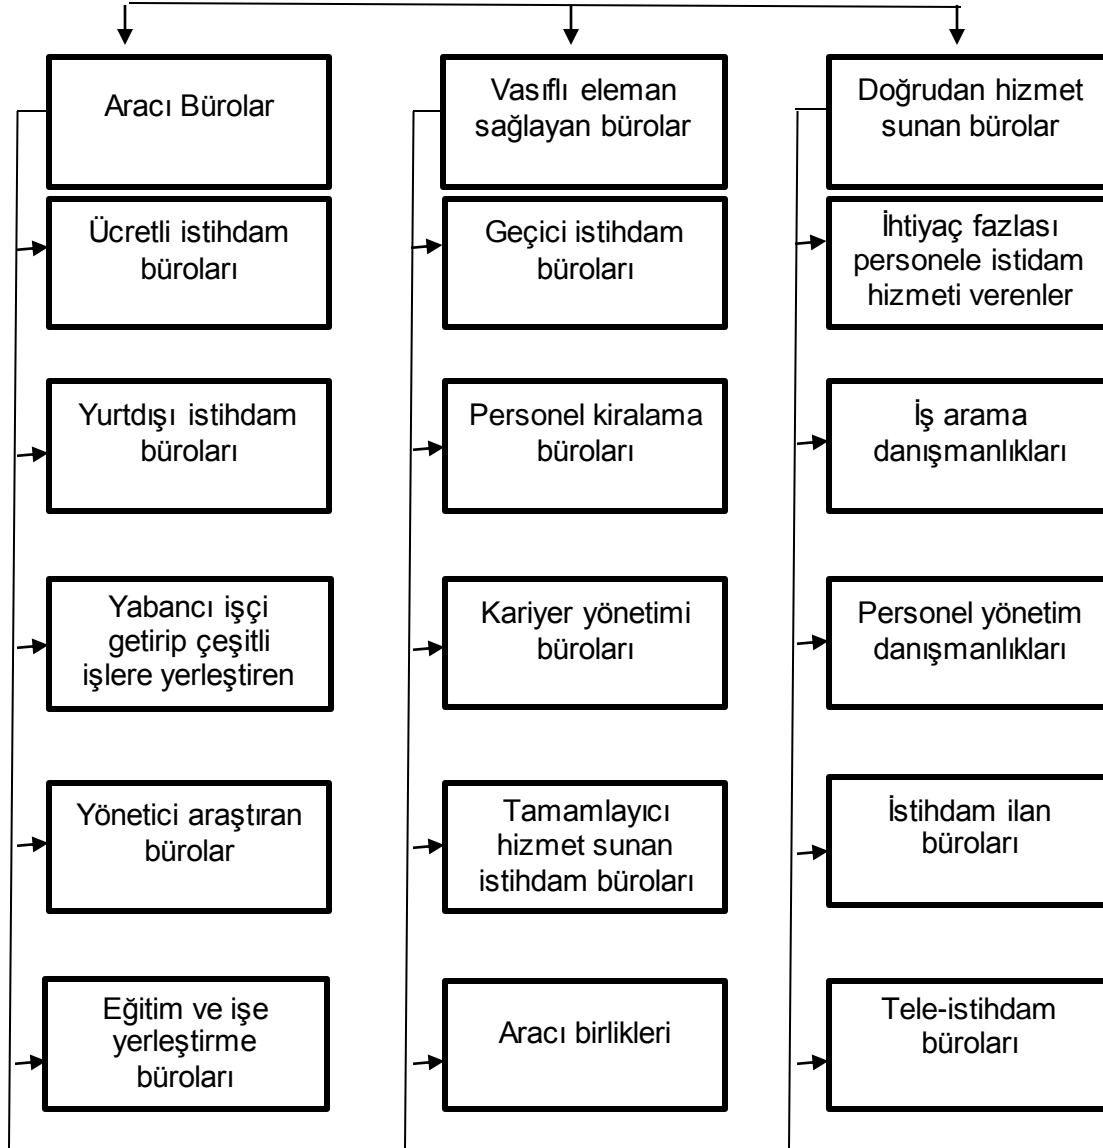 Aracı Bürolar
Ücretli istihdam
büroları
Yurtdışı istihdam
büroları
Yabancı işçi
getirip çeşitli
işlere yerleştiren
Yönetici araştıran
bürolar
Eğitim ve işe
yerleştirme
büroları
Vasıflı eleman
sağlayan bürolar
Geçici istihdam
büroları
Personel kiralama
büroları
Kariyer yönetimi
büroları
Tamamlayıcı
hizmet sunan
istihdam büroları
Aracı birlikleri
Doğrudan hizmet
sunan bürolar
İhtiyaç fazlası
personele istidam
hizmeti verenler
İş arama
danışmanlıkları
Personel yönetim
danışmanlıkları
İstihdam ilan
büroları
Tele-istihdam
büroları